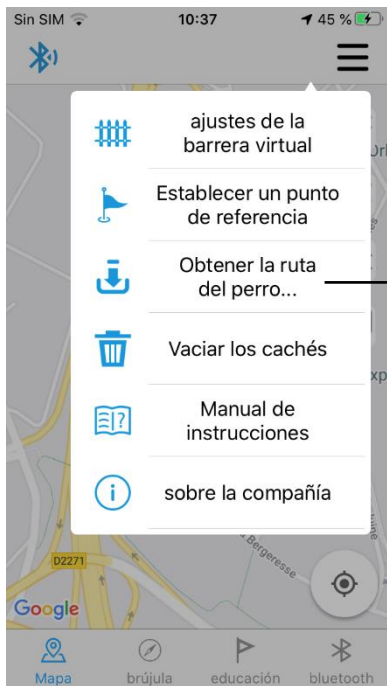 Sin SIM 10:37 45 %
ajustes de la
barrera virtual
Establecer un punto
de referencia
Obtener la ruta
del perro...
Vaciar los cachés
Manual de
instrucciones
sobre la compañía
Bergeresse
D2271
Google
Mapa brújula educación bluetooth